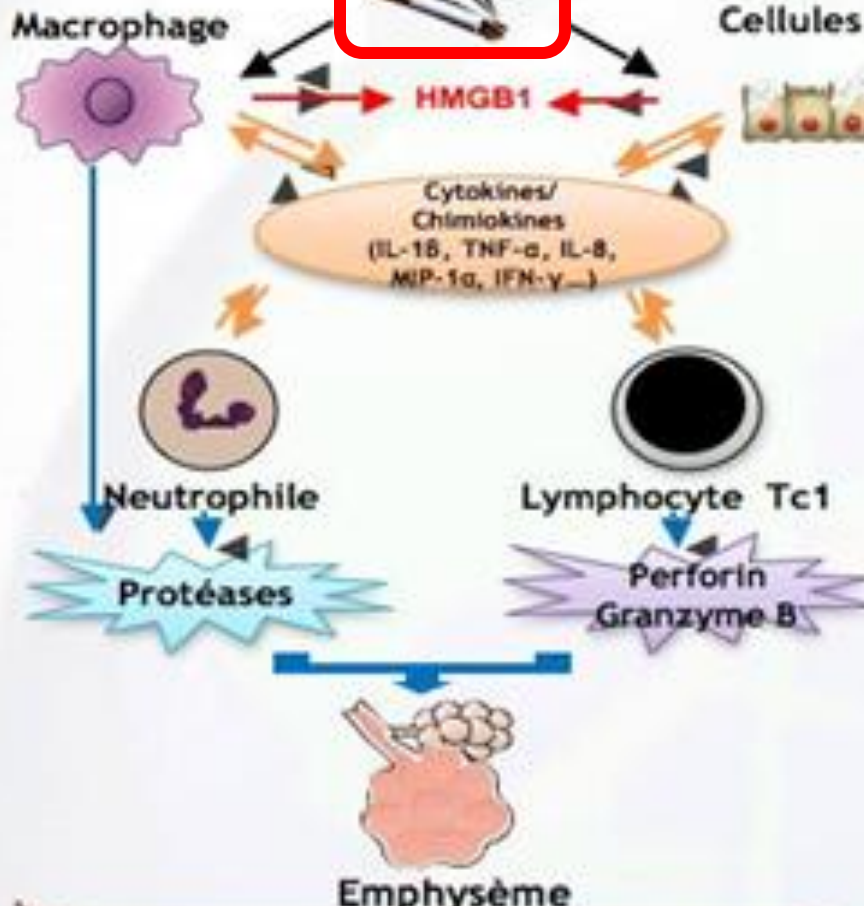 Macrophage
Cellules
HMGB1
Cytokines/
Chimiokines
(IL-1ß, TNF-α, IL-8,
MIP-1α, IFN-γ…)
Neutrophile
Lymphocyte Tc1
Protéases
Perforin
Granzyme B
Emphysème